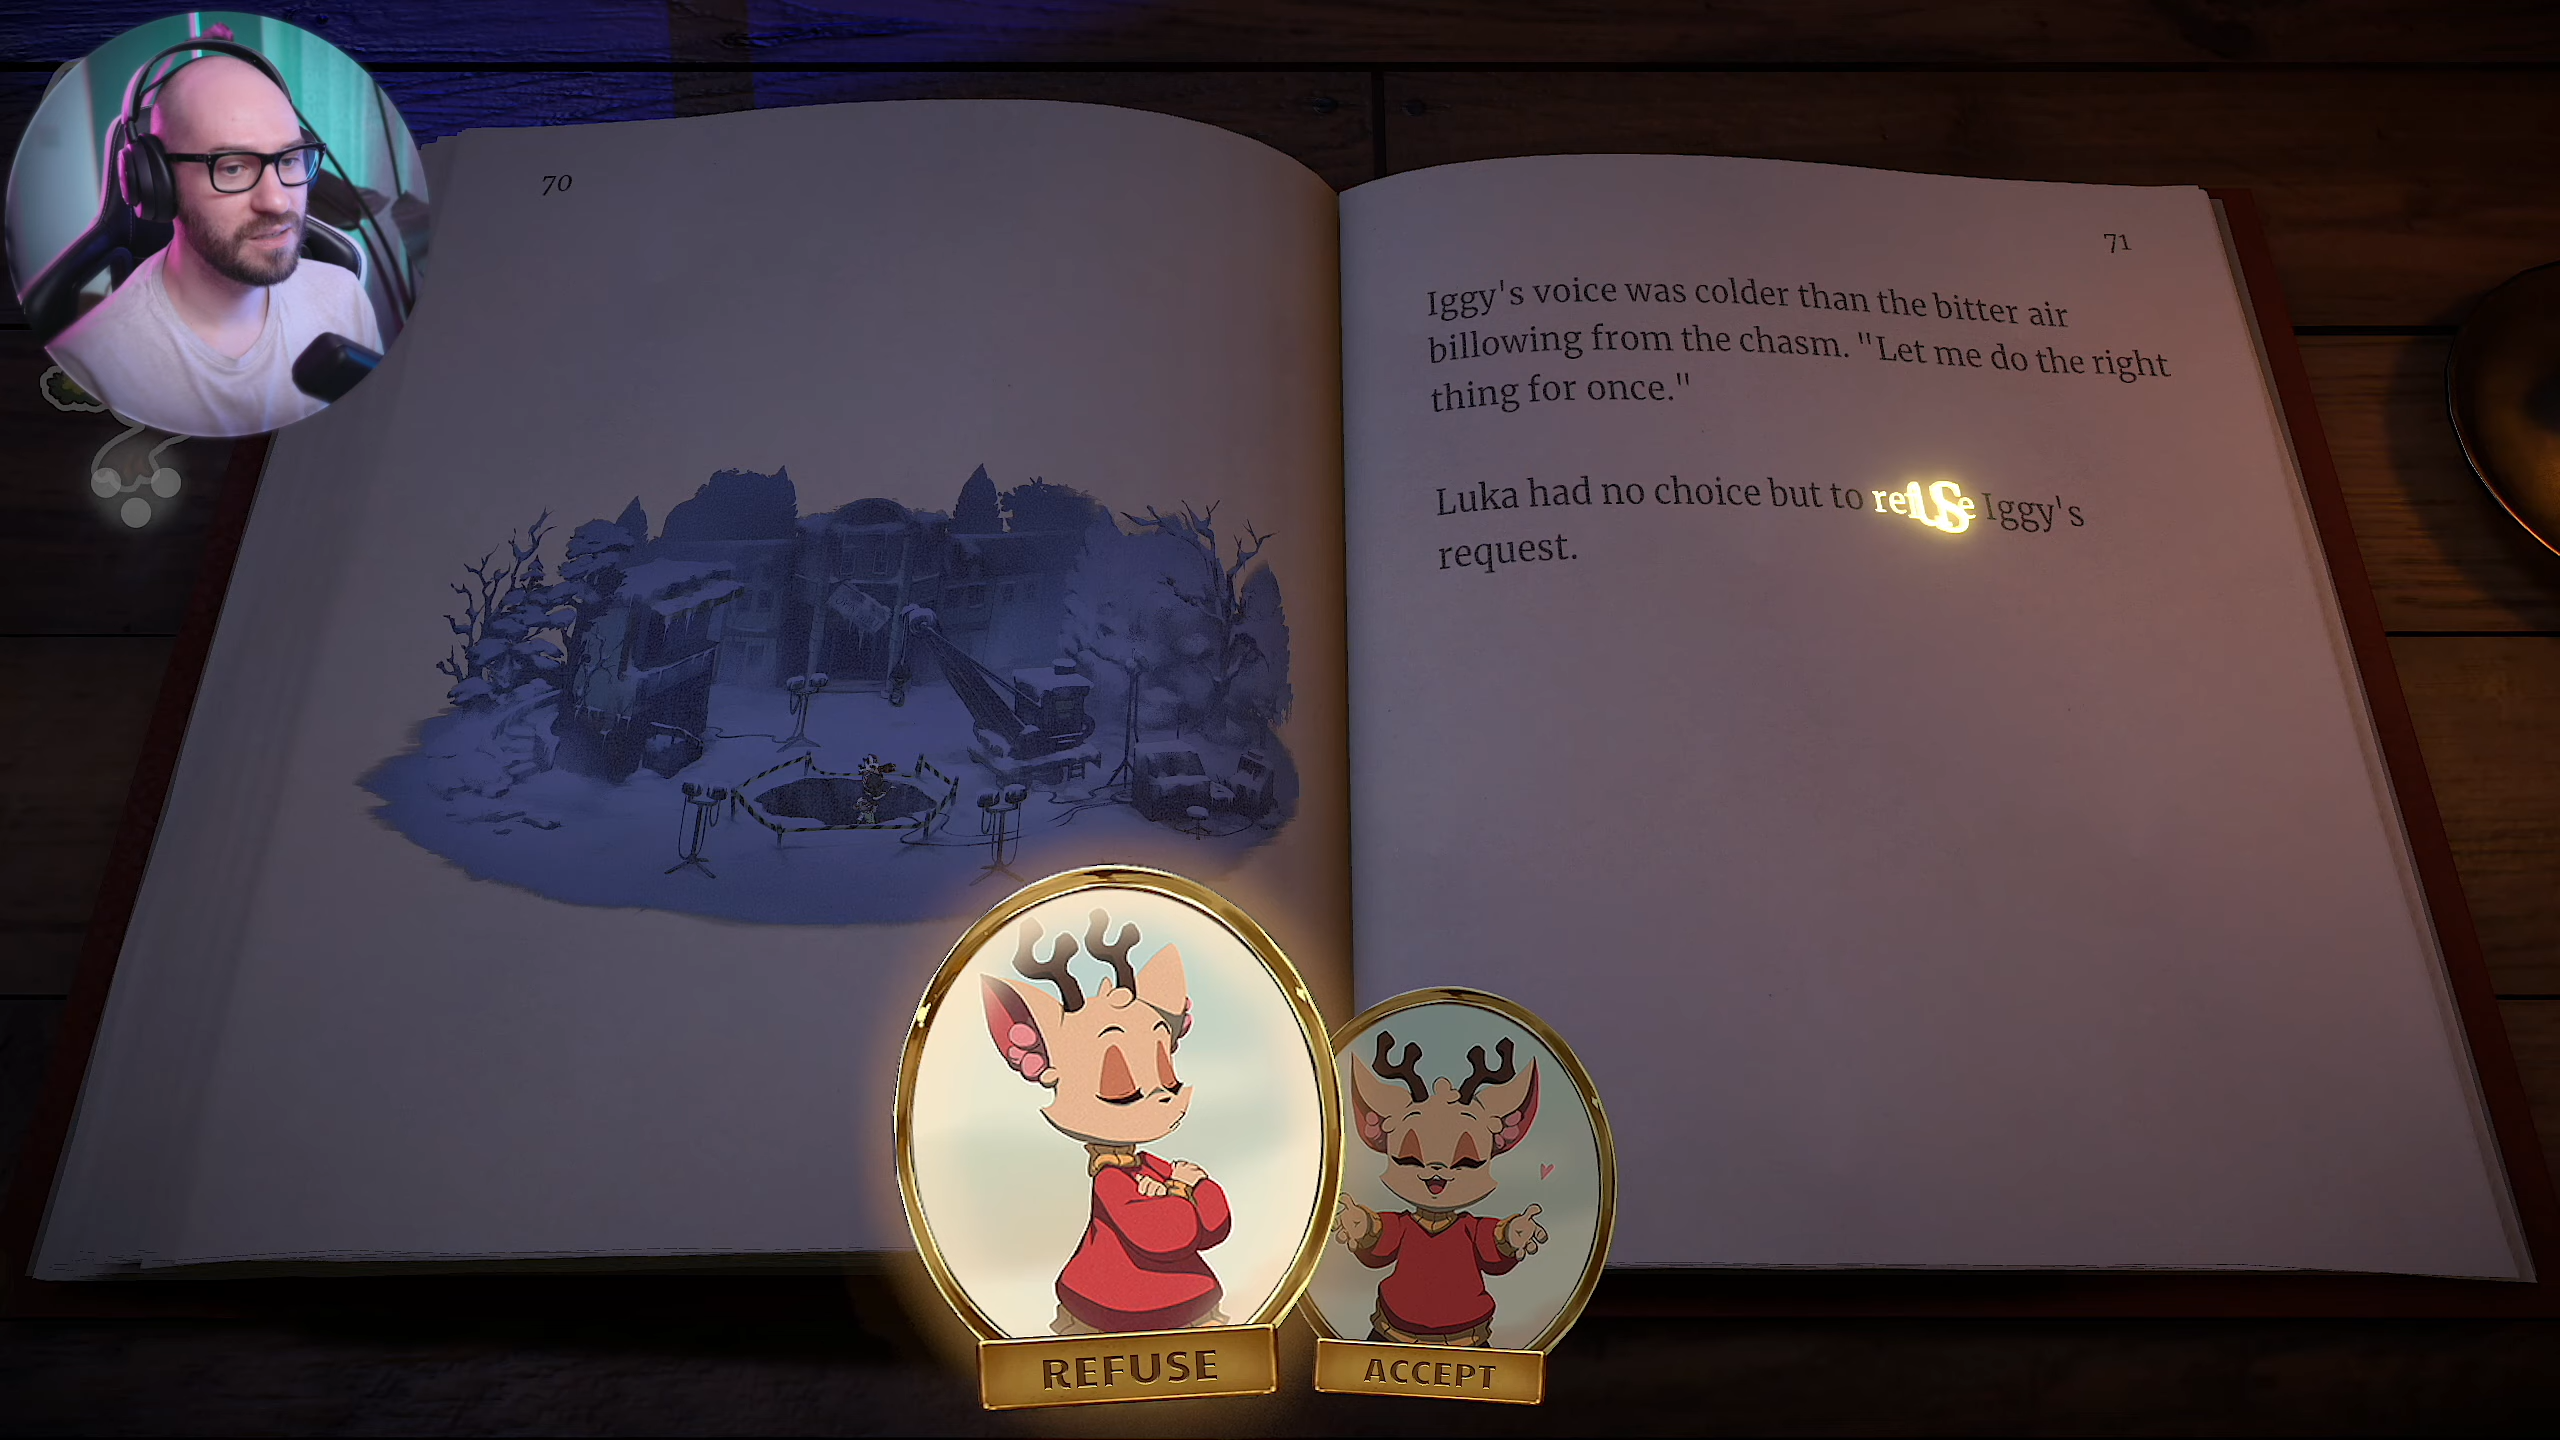 70
71
Iggy's voice was colder than the bitter air
billowing from the chasm. "Let me do the right
thing for once."
Luka had no choice but to refuse Iggy's
request.
REFUSE
ACCEPT